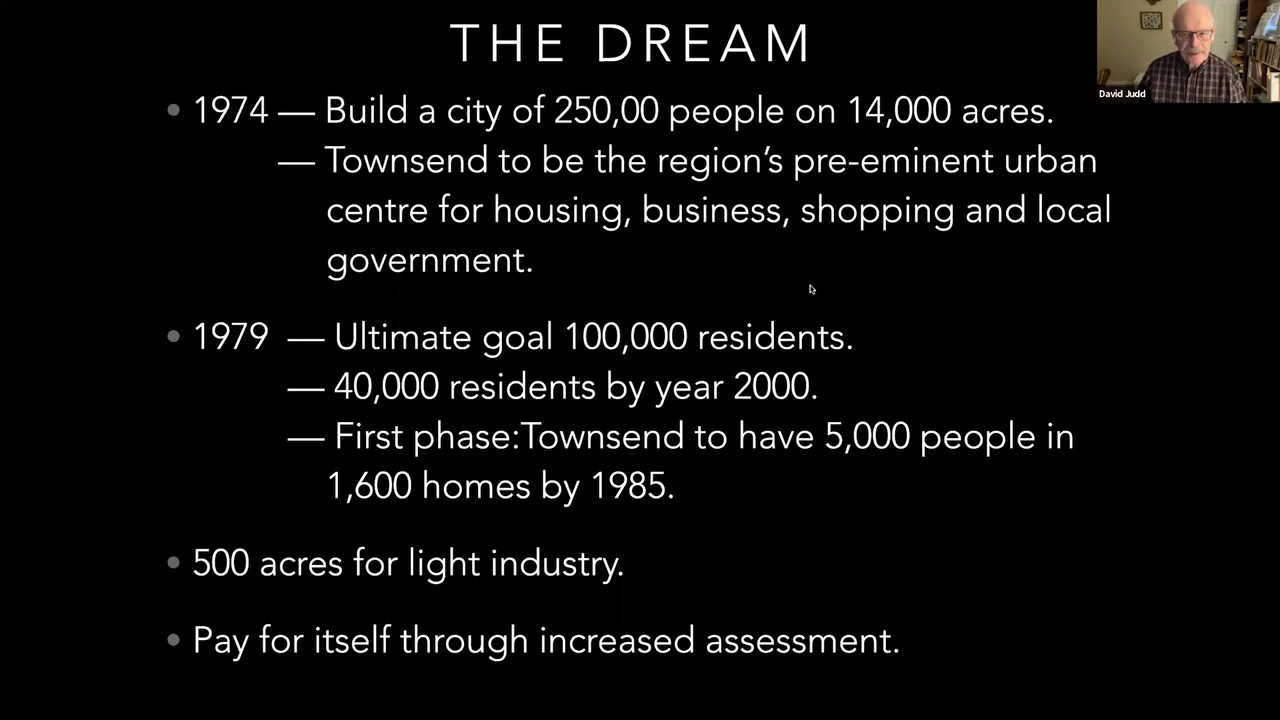 THE DREAM
David Judd
• 1974 — Build a city of 250,00 people on 14,000 acres.
— Townsend to be the region’s pre-eminent urban
centre for housing, business, shopping and local
government.
• 1979 — Ultimate goal 100,000 residents.
— 40,000 residents by year 2000.
— First phase:Townsend to have 5,000 people in
1,600 homes by 1985.
• 500 acres for light industry.
• Pay for itself through increased assessment.